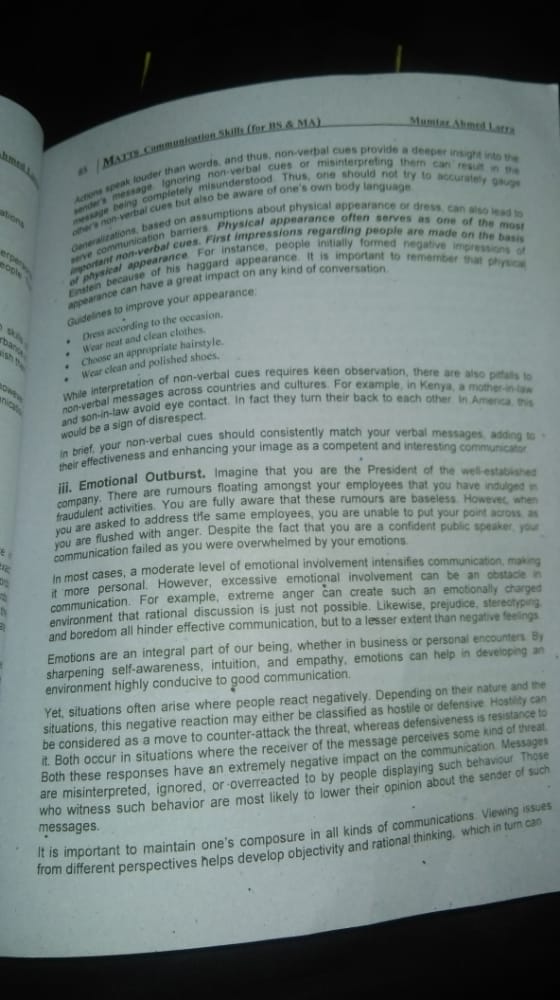 65 MATTS Communication Skills (for BS & MA) Mumtaz Ahmed Larra
Actions speak louder than words, and thus, non-verbal cues provide a deeper insight into the
sender's message. Ignoring non-verbal cues or misinterpreting them can result in the
message being completely misunderstood. Thus, one should not try to accurately gauge
other's non-verbal cues but also be aware of one's own body language.
Generalizations, based on assumptions about physical appearance or dress, can also lead to
serve communication barriers. Physical appearance often serves as one of the most
important non-verbal cues. First impressions regarding people are made on the basis
of physical appearance. For instance, people initially formed negative impressions of
Einstein because of his haggard appearance. It is important to remember that physical
appearance can have a great impact on any kind of conversation.
Guidelines to improve your appearance:
• Dress according to the occasion.
• Wear neat and clean clothes.
• Choose an appropriate hairstyle.
• Wear clean and polished shoes.
While interpretation of non-verbal cues requires keen observation, there are also pitfalls to
non-verbal messages across countries and cultures. For example, in Kenya, a mother-in-law
and son-in-law avoid eye contact. In fact they turn their back to each other. In America, this
would be a sign of disrespect.
In brief, your non-verbal cues should consistently match your verbal messages, adding to
their effectiveness and enhancing your image as a competent and interesting communicator.
iii. Emotional Outburst. Imagine that you are the President of the well-established
company. There are rumours floating amongst your employees that you have indulged in
fraudulent activities. You are fully aware that these rumours are baseless. However, when
you are asked to address the same employees, you are unable to put your point across, as
you are flushed with anger. Despite the fact that you are a confident public speaker, your
communication failed as you were overwhelmed by your emotions.
In most cases, a moderate level of emotional involvement intensifies communication, making
it more personal. However, excessive emotional involvement can be an obstacle in
communication. For example, extreme anger can create such an emotionally charged
environment that rational discussion is just not possible. Likewise, prejudice, stereotyping,
and boredom all hinder effective communication, but to a lesser extent than negative feelings.
Emotions are an integral part of our being, whether in business or personal encounters. By
sharpening self-awareness, intuition, and empathy, emotions can help in developing an
environment highly conducive to good communication.
Yet, situations often arise where people react negatively. Depending on their nature and the
situations, this negative reaction may either be classified as hostile or defensive. Hostility can
be considered as a move to counter-attack the threat, whereas defensiveness is resistance to
it. Both occur in situations where the receiver of the message perceives some kind of threat.
Both these responses have an extremely negative impact on the communication. Messages
are misinterpreted, ignored, or overreacted to by people displaying such behaviour. Those
who witness such behavior are most likely to lower their opinion about the sender of such
messages.
It is important to maintain one's composure in all kinds of communications. Viewing issues
from different perspectives helps develop objectivity and rational thinking, which in turn can